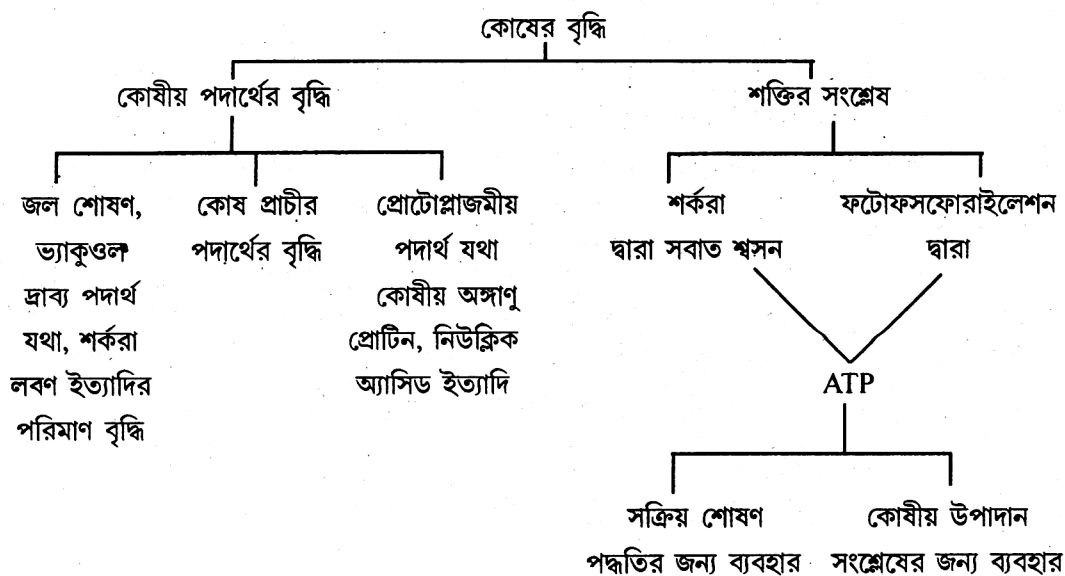 কোষের বৃদ্ধি
কোষীয় পদার্থের বৃদ্ধি
শক্তির সংশ্লেষ
জল শোষণ,
ভ্যাকুওল
দ্রাব্য পদার্থ
যথা, শর্করা
লবণ ইত্যাদির
পরিমাণ বৃদ্ধি
কোষ প্রাচীর
পদার্থের বৃদ্ধি
প্রোটোপ্লাজমীয়
পদার্থ যথা
কোষীয় অঙ্গাণু
প্রোটিন, নিউক্লিক
অ্যাসিড ইত্যাদি
শর্করা
দ্বারা সবাত শ্বসন
ফটোফসফোরাইলেশন
দ্বারা
ATP
সক্রিয় শোষণ
পদ্ধতির জন্য ব্যবহার
কোষীয় উপাদান
সংশ্লেষের জন্য ব্যবহার